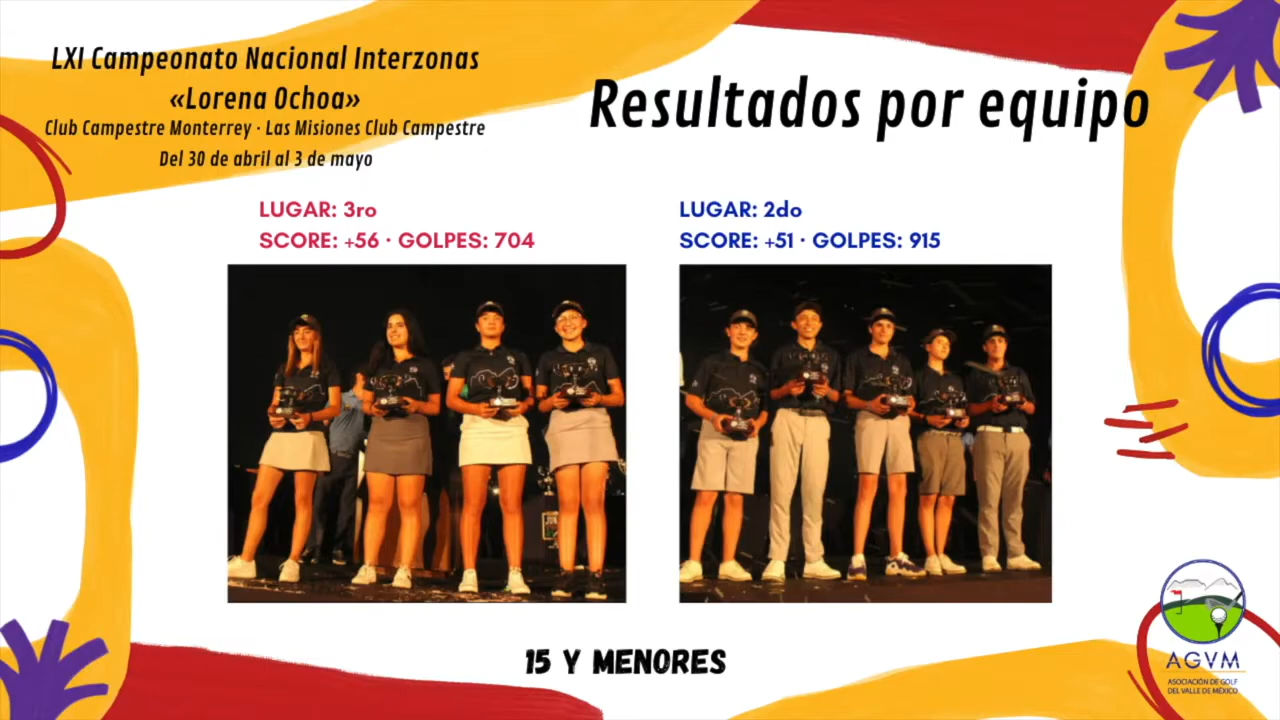 LXI Campeonato Nacional Interzonas
«Lorena Ochoa»
Club Campestre Monterrey · Las Misiones Club Campestre
Del 30 de abril al 3 de mayo
Resultados por equipo
LUGAR: 3ro
SCORE: +56 · GOLPES: 704
LUGAR: 2do
SCORE: +51 · GOLPES: 915
15 Y MENORES
AGVM
ASOCIACIÓN DE GOLF
DEL VALLE DE MÉXICO